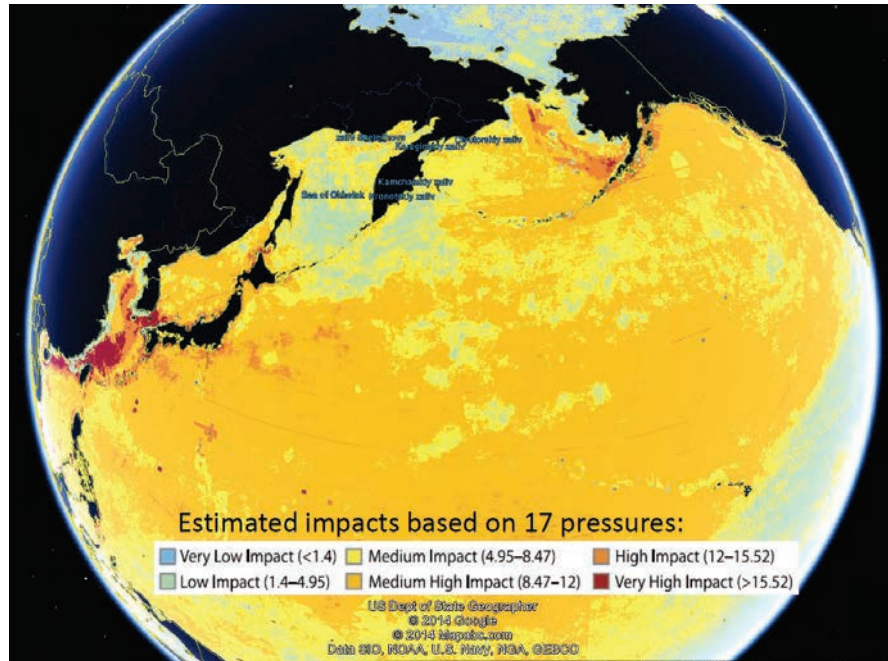 Sea of Okhotsk
Kamchatskiy zaliv
Estimated impacts based on 17 pressures:
Very Low Impact (<1.4) Medium Impact (4.95–8.47) High Impact (12–15.52)
Low Impact (1.4–4.95) Medium High Impact (8.47–12) Very High Impact (>15.52)
US Dept of State Geographer
© 2014 Google
© 2014 Mapabc.com
Data SIO, NOAA, U.S. Navy, NGA, GEBCO